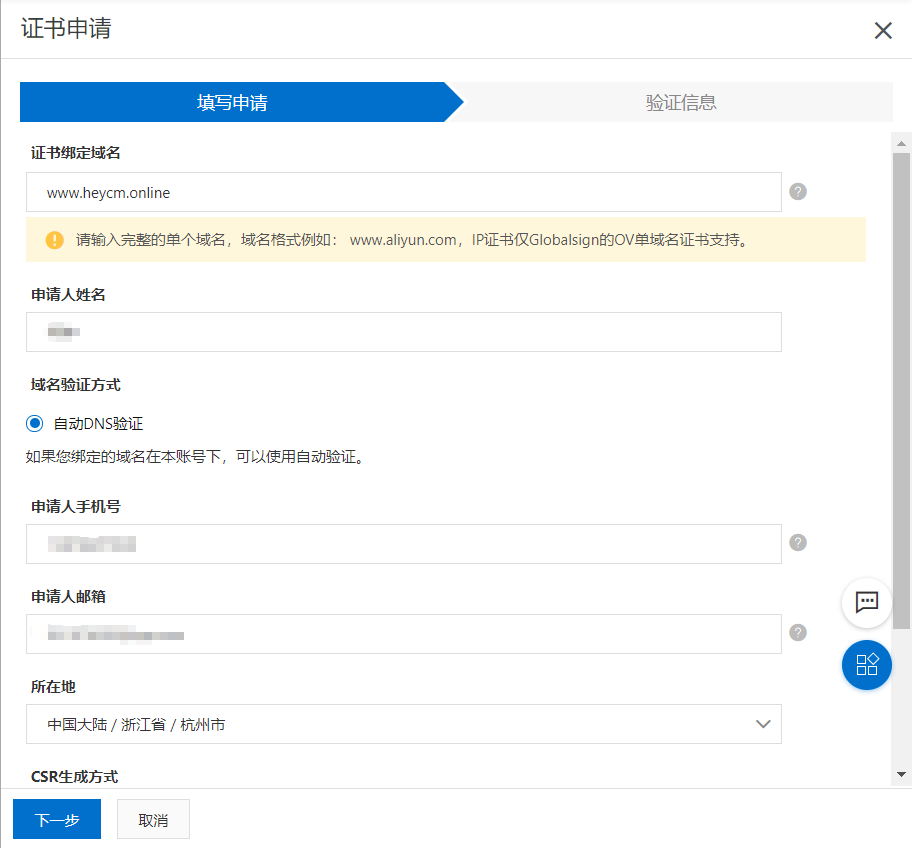 证书申请
填写申请
验证信息
证书绑定域名
www.heycm.online
请输入完整的单个域名，域名格式例如： www.aliyun.com，IP证书仅Globalsign的OV单域名证书支持。
申请人姓名
域名验证方式
自动DNS验证
如果您绑定的域名在本账号下，可以使用自动验证。
申请人手机号
申请人邮箱
所在地
中国大陆 / 浙江省 / 杭州市
CSR生成方式
下一步
取消